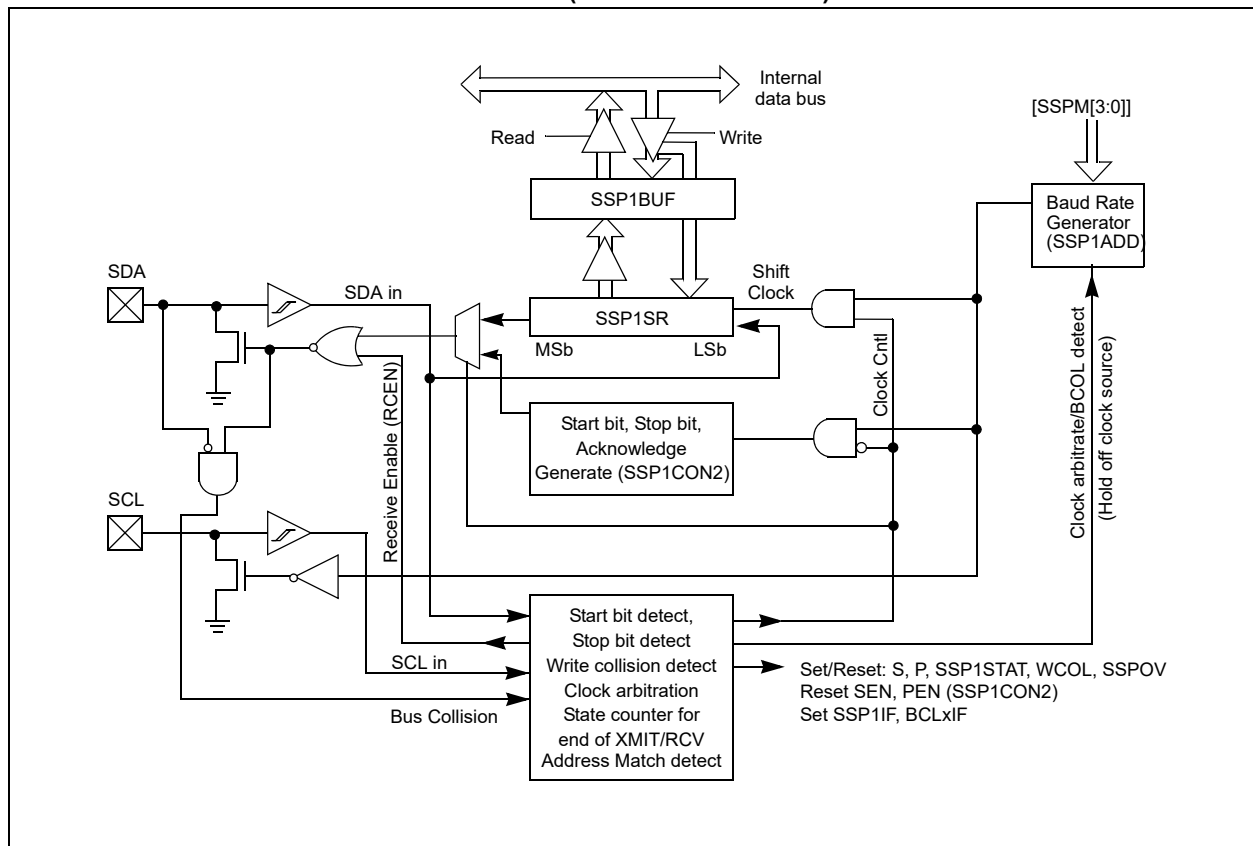 Internal
data bus
[SSPM[3:0]]
Read
Write
SSP1BUF
Baud Rate
Generator
(SSP1ADD)
SDA
SDA in
Shift
Clock
SSP1SR
MSb
LSb
Clock Cntl
Receive Enable (RCEN)
Start bit, Stop bit,
Acknowledge
Generate (SSP1CON2)
Clock arbitrate/BCOL detect
(Hold off clock source)
SCL
SCL in
Bus Collision
Start bit detect,
Stop bit detect
Write collision detect
Clock arbitration
State counter for
end of XMIT/RCV
Address Match detect
Set/Reset: S, P, SSP1STAT, WCOL, SSPOV
Reset SEN, PEN (SSP1CON2)
Set SSP1IF, BCLxIF